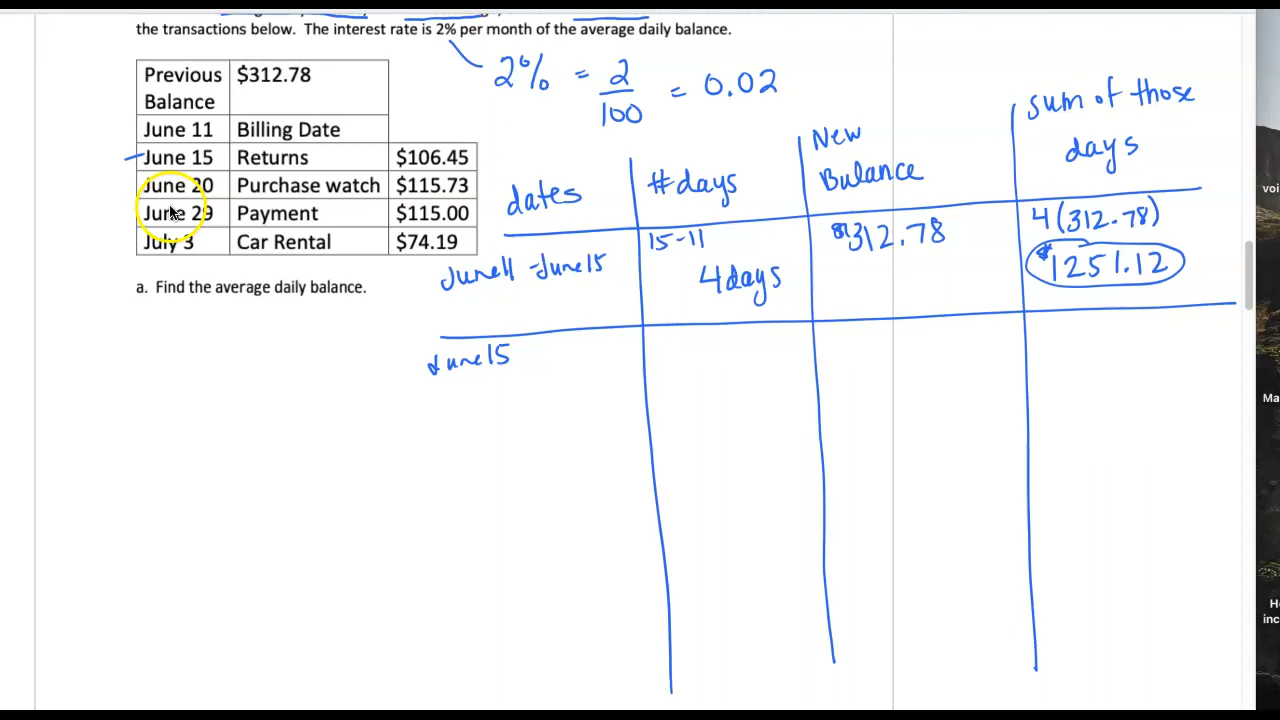 the transactions below.  The interest rate is 2% per month of the average daily balance.
2% = 2/100 = 0.02
Previous Balance $312.78
June 11 Billing Date
June 15 Returns $106.45
June 20 Purchase watch $115.73
June 29 Payment $115.00
July 3 Car Rental $74.19
a.  Find the average daily balance.
dates #days New Balance sum of those days
June 11 - June 15 15-11 4 days $312.78 4(312.78) $1251.12
June 15
voi
Ma
H
inc